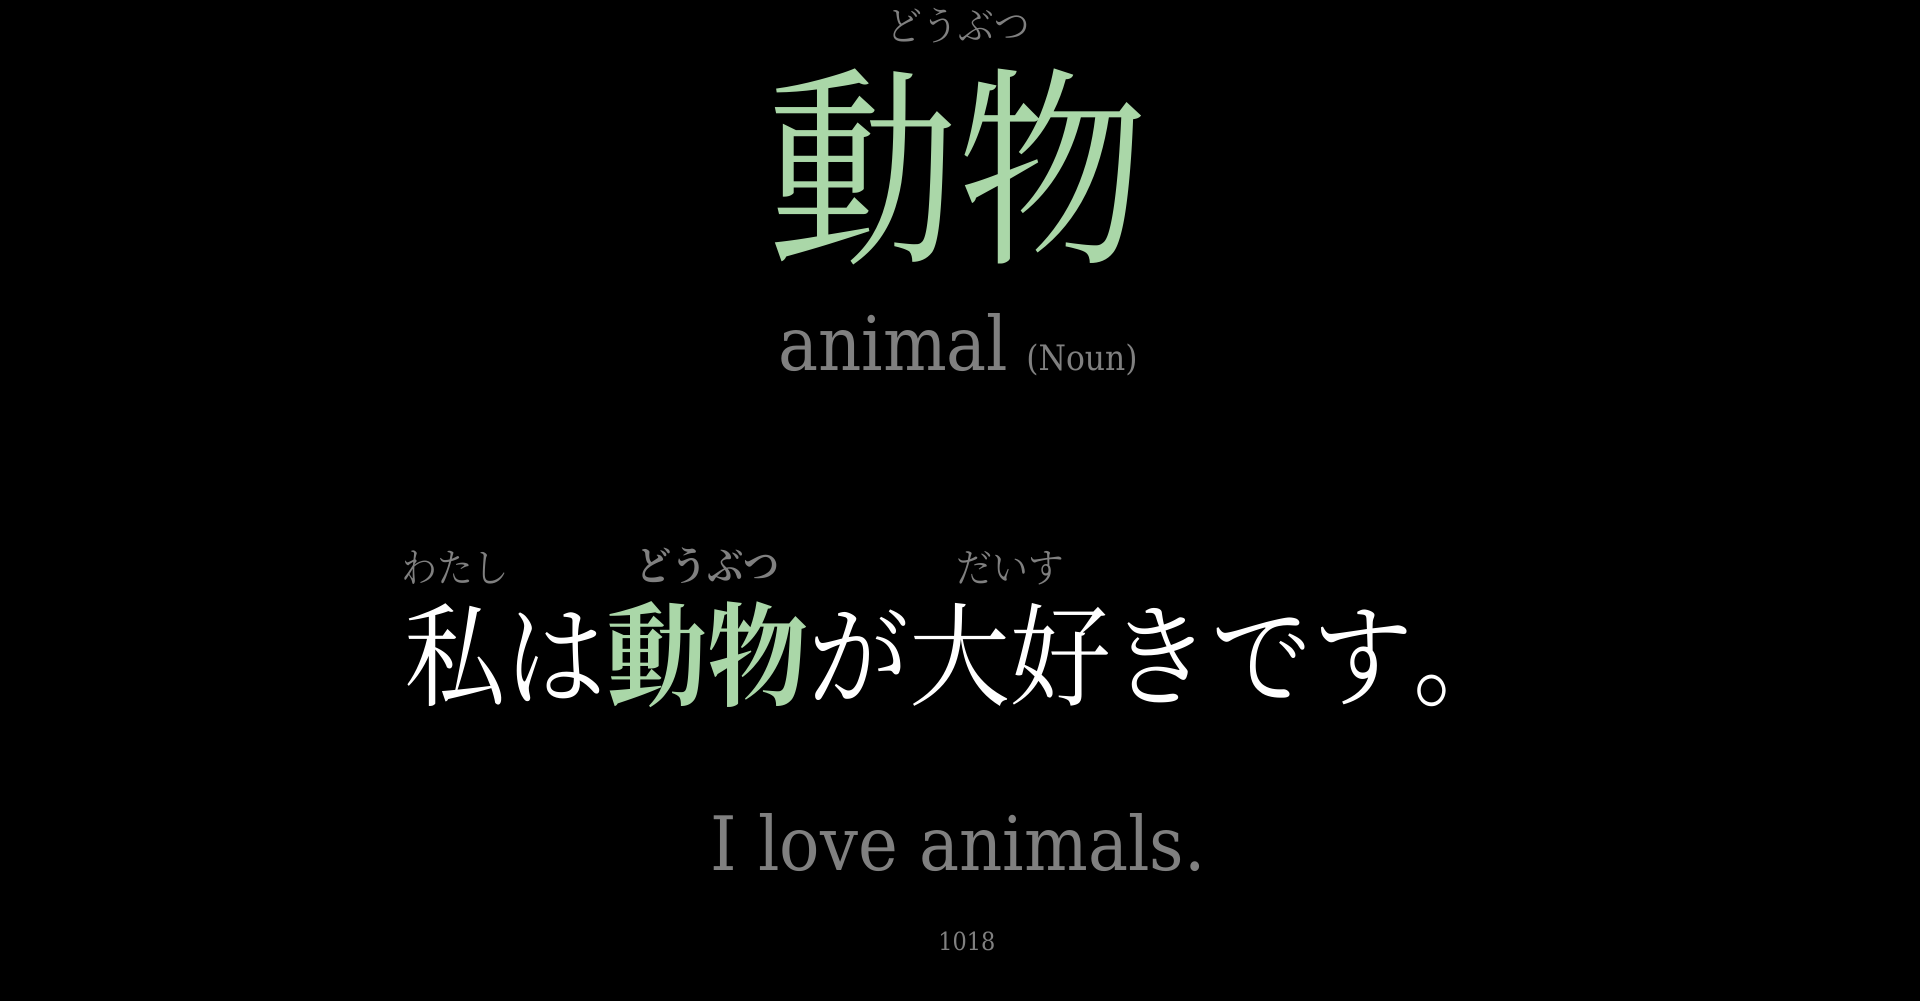 どうぶつ
動物
animal (Noun)
わたし どうぶつ だいす
私は動物が大好きです。
I love animals.
1018